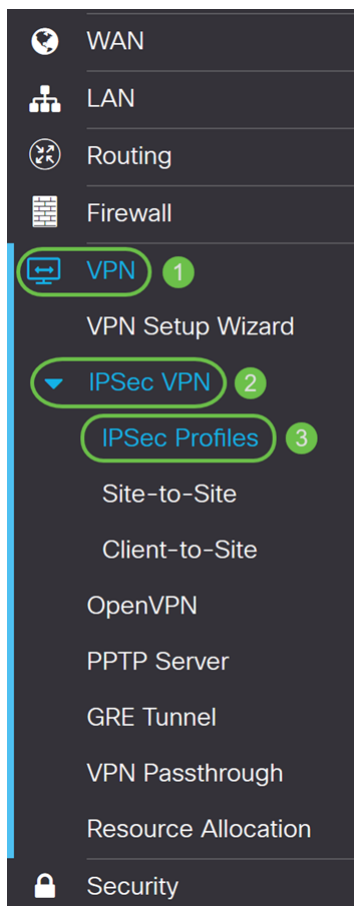 WAN
LAN
Routing
Firewall
VPN 1
VPN Setup Wizard
IPSec VPN 2
IPSec Profiles 3
Site-to-Site
Client-to-Site
OpenVPN
PPTP Server
GRE Tunnel
VPN Passthrough
Resource Allocation
Security